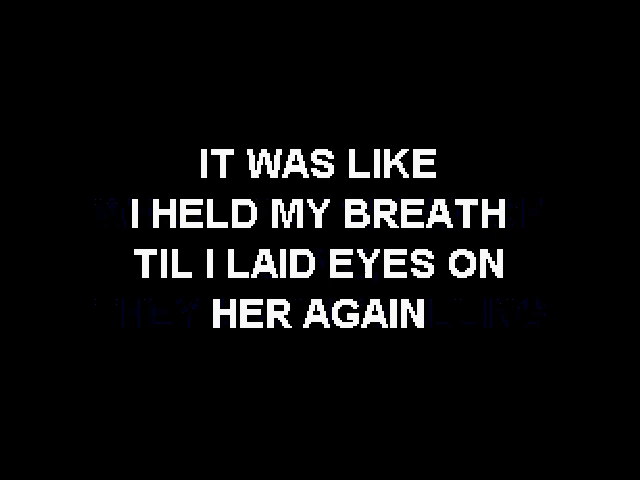 IT WAS LIKE
I HELD MY BREATH
TIL I LAID EYES ON
HER AGAIN